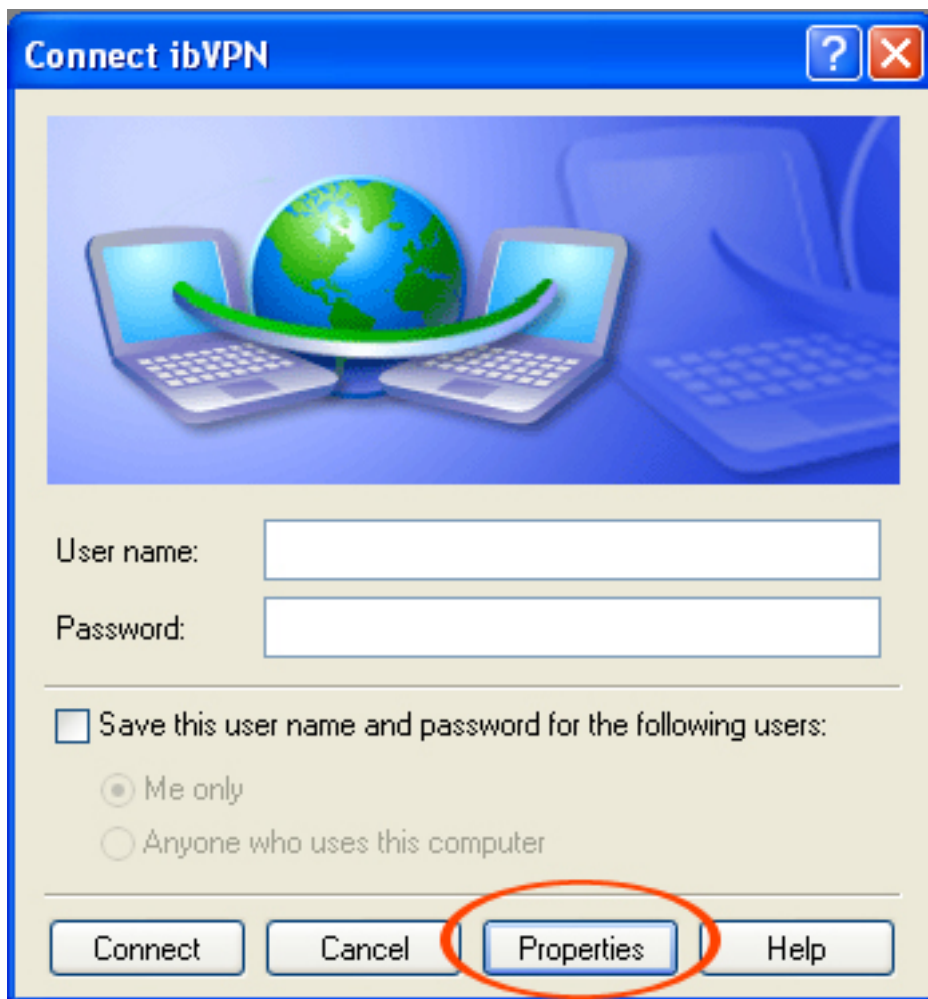 Connect ibVPN
?
User name:
Password:
Save this user name and password for the following users:
Me only
Anyone who uses this computer
Connect Cancel Properties Help